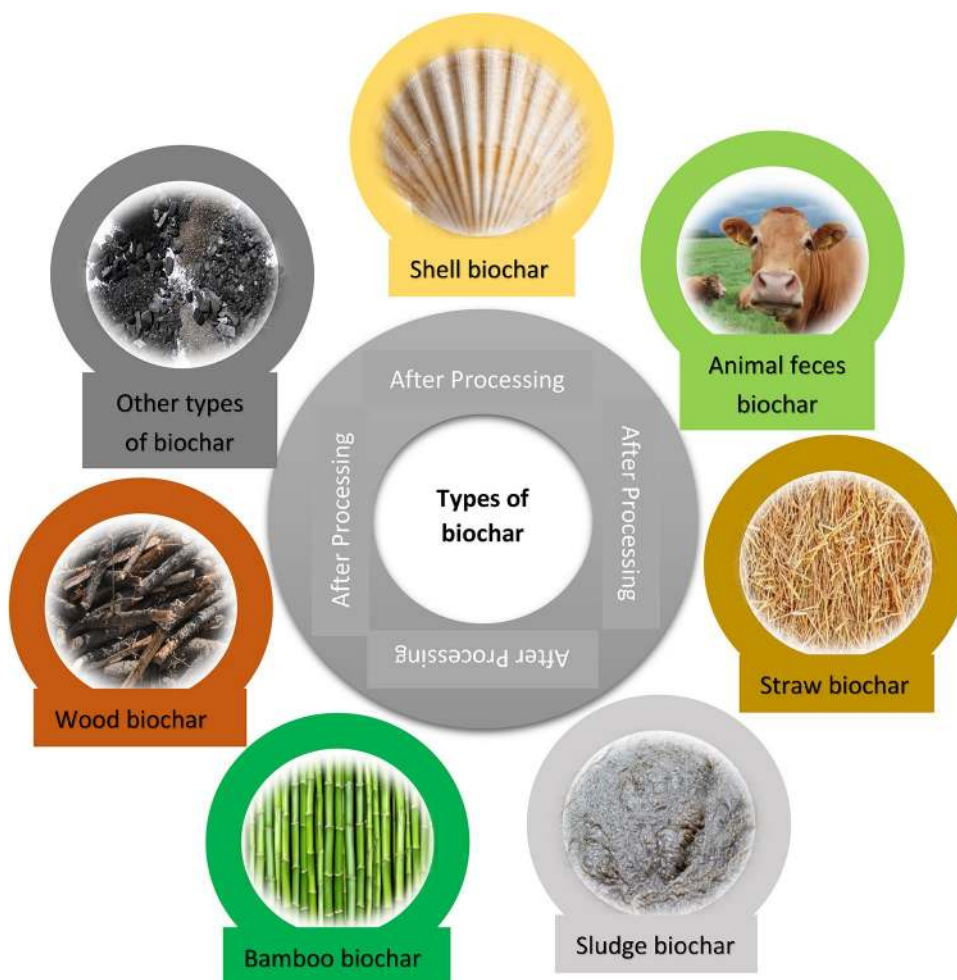 Shell biochar
Animal feces
biochar
Straw biochar
Sludge biochar
Bamboo biochar
Wood biochar
Other types
of biochar
After Processing
After Processing
After Processing
After Processing
Types of
biochar